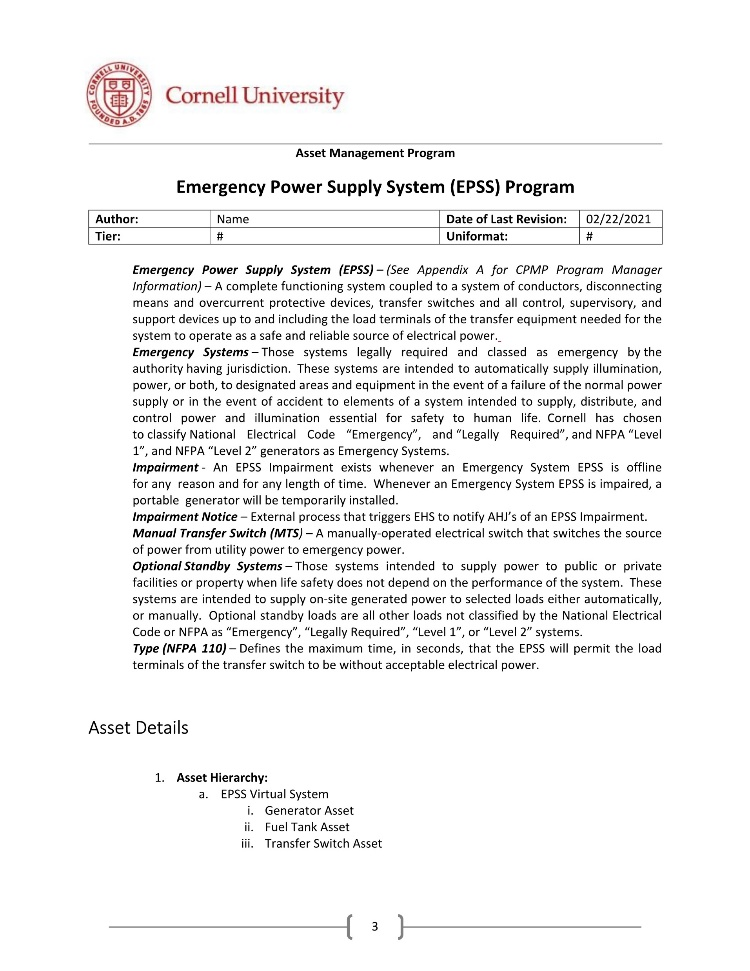 CORNELL UNIVERSITY
FOUNDED A.D. 1865
Cornell University
Asset Management Program
Emergency Power Supply System (EPSS) Program
Author: Name Date of Last Revision: 02/22/2021
Tier: # Uniformat: #
Emergency Power Supply System (EPSS) – (See Appendix A for CPMP Program Manager
Information) – A complete functioning system coupled to a system of conductors, disconnecting
means and overcurrent protective devices, transfer switches and all control, supervisory, and
support devices up to and including the load terminals of the transfer equipment needed for the
system to operate as a safe and reliable source of electrical power.
Emergency Systems – Those systems legally required and classed as emergency by the
authority having jurisdiction. These systems are intended to automatically supply illumination,
power, or both, to designated areas and equipment in the event of a failure of the normal power
supply or in the event of accident to elements of a system intended to supply, distribute, and
control power and illumination essential for safety to human life. Cornell has chosen
to classify National Electrical Code “Emergency”, and “Legally Required”, and NFPA “Level
1”, and NFPA “Level 2” generators as Emergency Systems.
Impairment - An EPSS Impairment exists whenever an Emergency System EPSS is offline
for any reason and for any length of time. Whenever an Emergency System EPSS is impaired, a
portable generator will be temporarily installed.
Impairment Notice – External process that triggers EHS to notify AHJ’s of an EPSS Impairment.
Manual Transfer Switch (MTS) – A manually-operated electrical switch that switches the source
of power from utility power to emergency power.
Optional Standby Systems – Those systems intended to supply power to public or private
facilities or property when life safety does not depend on the performance of the system. These
systems are intended to supply on-site generated power to selected loads either automatically,
or manually. Optional standby loads are all other loads not classified by the National Electrical
Code or NFPA as “Emergency”, “Legally Required”, “Level 1”, or “Level 2” systems.
Type (NFPA 110) – Defines the maximum time, in seconds, that the EPSS will permit the load
terminals of the transfer switch to be without acceptable electrical power.
Asset Details
1. Asset Hierarchy:
a. EPSS Virtual System
i. Generator Asset
ii. Fuel Tank Asset
iii. Transfer Switch Asset
3